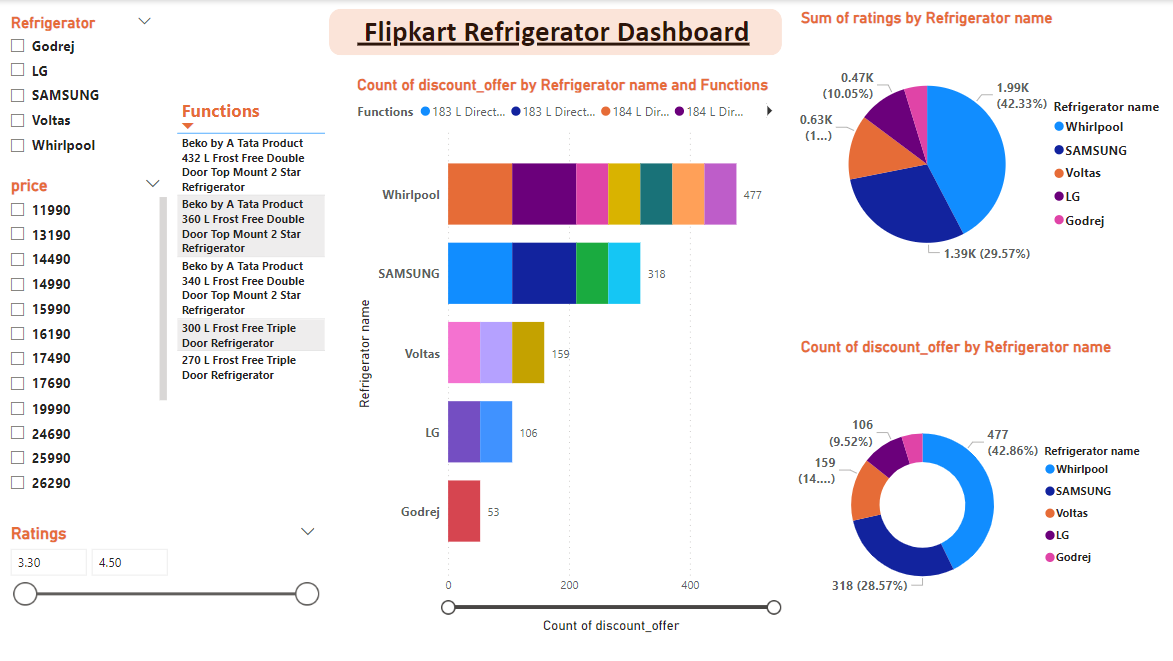 Refrigerator
Godrej
LG
SAMSUNG
Voltas
Whirlpool
price
11990
13190
14490
14990
15990
16190
17490
17690
19990
24690
25990
26290
Ratings
3.30 4.50
Functions
Beko by A Tata Product
432 L Frost Free Double
Door Top Mount 2 Star
Refrigerator
Beko by A Tata Product
360 L Frost Free Double
Door Top Mount 2 Star
Refrigerator
Beko by A Tata Product
340 L Frost Free Double
Door Top Mount 2 Star
Refrigerator
300 L Frost Free Triple
Door Refrigerator
270 L Frost Free Triple
Door Refrigerator
Flipkart Refrigerator Dashboard
Count of discount_offer by Refrigerator name and Functions
Functions 183 L Direct... 183 L Direct... 184 L Dir... 184 L Dir...
Refrigerator name
Whirlpool 477
SAMSUNG 318
Voltas 159
LG 106
Godrej 53
0 200 400
Count of discount_offer
Sum of ratings by Refrigerator name
0.47K
(10.05%)
0.63K
(1...)
1.99K
(42.33%)
1.39K (29.57%)
Refrigerator name
Whirlpool
SAMSUNG
Voltas
LG
Godrej
Count of discount_offer by Refrigerator name
106
(9.52%)
159
(14....)
477
(42.86%)
318 (28.57%)
Refrigerator name
Whirlpool
SAMSUNG
Voltas
LG
Godrej